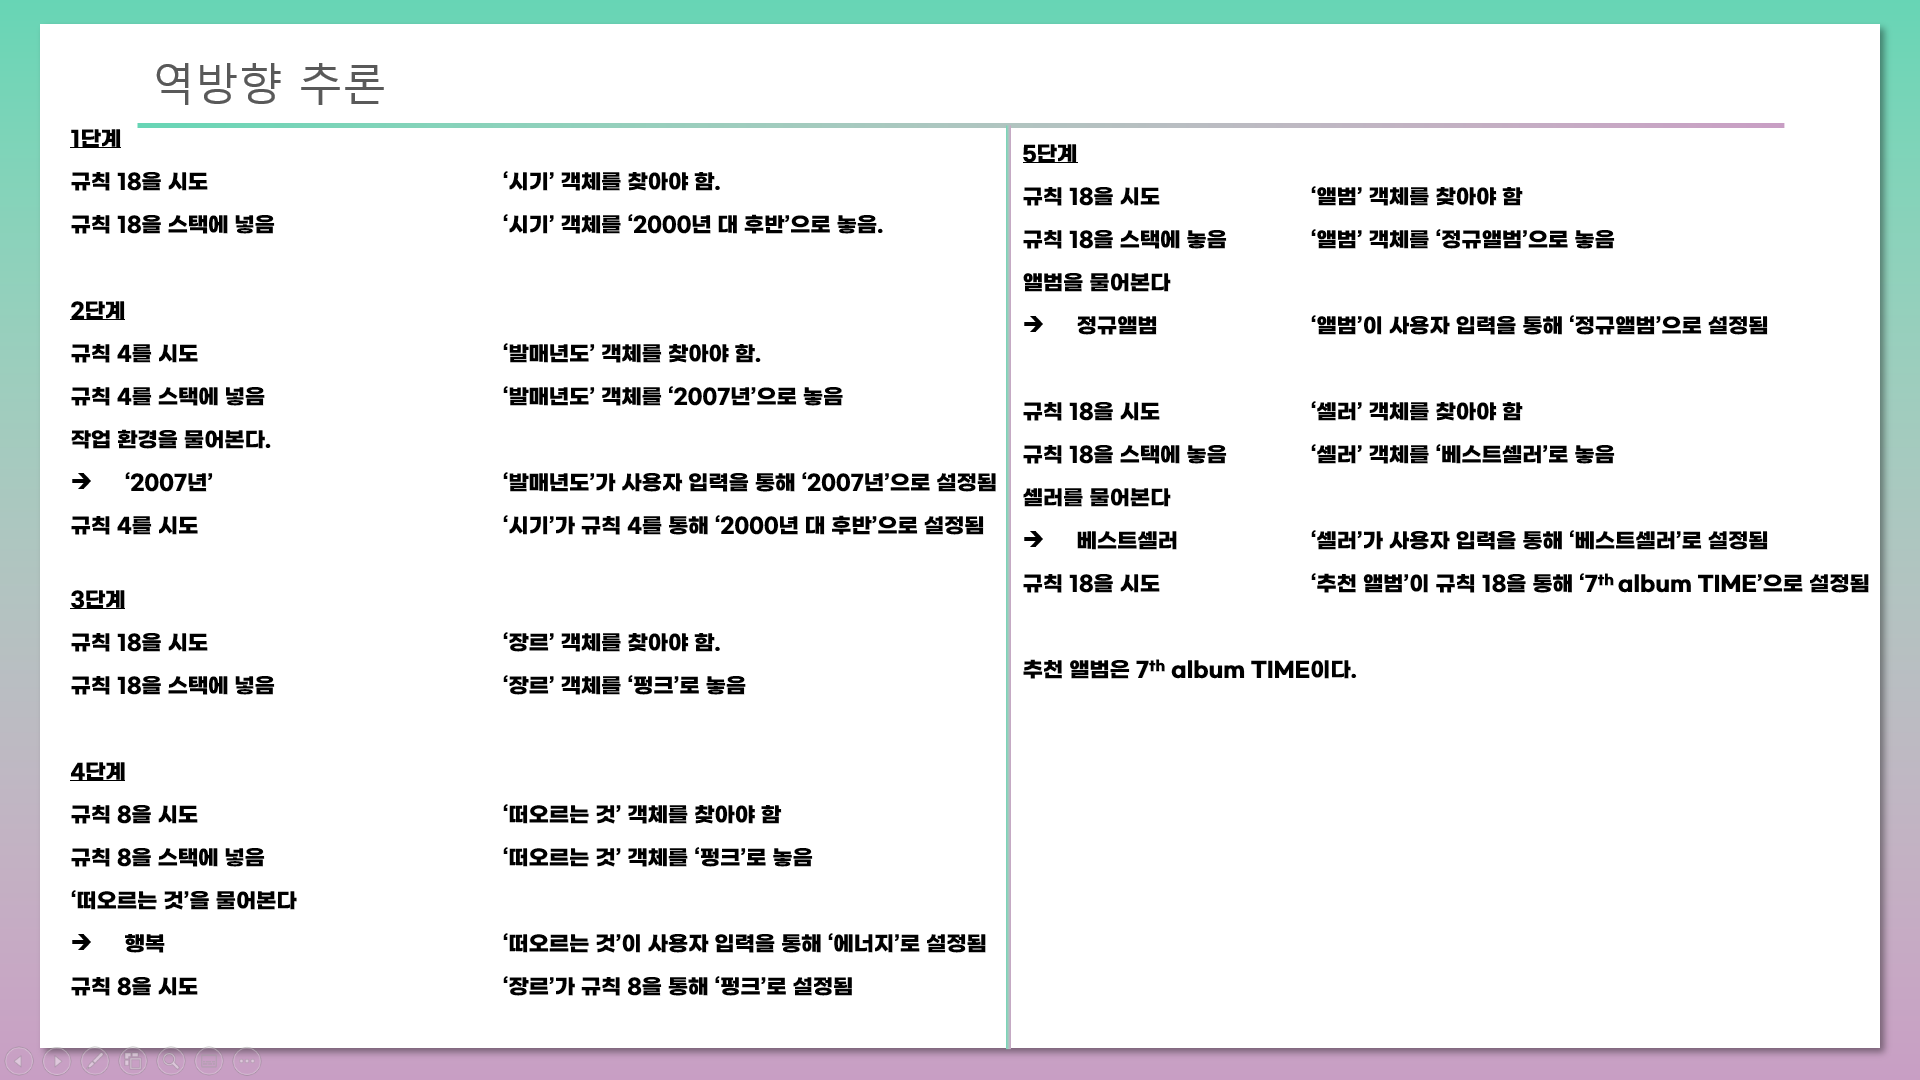 역방향 추론
1단계
규칙 18을 시도 ‘시기’ 객체를 찾아야 함.
규칙 18을 스택에 넣음 ‘시기’ 객체를 ‘2000년 대 후반’으로 놓음.
2단계
규칙 4를 시도 ‘발매년도’ 객체를 찾아야 함.
규칙 4를 스택에 넣음 ‘발매년도’ 객체를 ‘2007년’으로 놓음
작업 환경을 물어본다.
→ ‘2007년’ ‘발매년도’가 사용자 입력을 통해 ‘2007년’으로 설정됨
규칙 4를 시도 ‘시기’가 규칙 4를 통해 ‘2000년 대 후반’으로 설정됨
3단계
규칙 18을 시도 ‘장르’ 객체를 찾아야 함.
규칙 18을 스택에 넣음 ‘장르’ 객체를 ‘펑크’로 놓음
4단계
규칙 8을 시도 ‘떠오르는 것’ 객체를 찾아야 함
규칙 8을 스택에 넣음 ‘떠오르는 것’ 객체를 ‘펑크’로 놓음
‘떠오르는 것’을 물어본다
→ 행복 ‘떠오르는 것’이 사용자 입력을 통해 ‘에너지’로 설정됨
규칙 8을 시도 ‘장르’가 규칙 8을 통해 ‘펑크’로 설정됨
5단계
규칙 18을 시도 ‘앨범’ 객체를 찾아야 함
규칙 18을 스택에 놓음 ‘앨범’ 객체를 ‘정규앨범’으로 놓음
앨범을 물어본다
→ 정규앨범 ‘앨범’이 사용자 입력을 통해 ‘정규앨범’으로 설정됨
규칙 18을 시도 ‘셀러’ 객체를 찾아야 함
규칙 18을 스택에 놓음 ‘셀러’ 객체를 ‘베스트셀러’로 놓음
셀러를 물어본다
→ 베스트셀러 ‘셀러’가 사용자 입력을 통해 ‘베스트셀러’로 설정됨
규칙 18을 시도 ‘추천 앨범’이 규칙 18을 통해 ‘7th album TIME’으로 설정됨
추천 앨범은 7th album TIME이다.